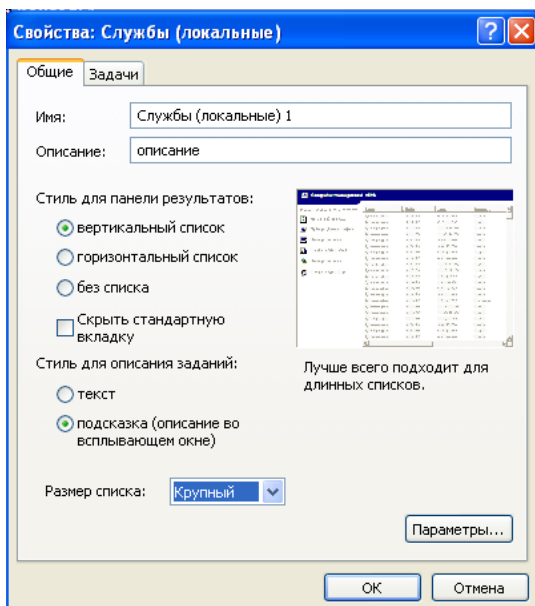 Свойства: Службы (локальные)
Общие
Задачи
Имя:
Службы (локальные) 1
Описание:
описание
Стиль для панели результатов:
вертикальный список
горизонтальный список
без списка
Скрыть стандартную
вкладку
Лучше всего подходит для
длинных списков.
Стиль для описания заданий:
текст
подсказка (описание во
всплывающем окне)
Размер списка:
Крупный
Параметры...
ОК
Отмена